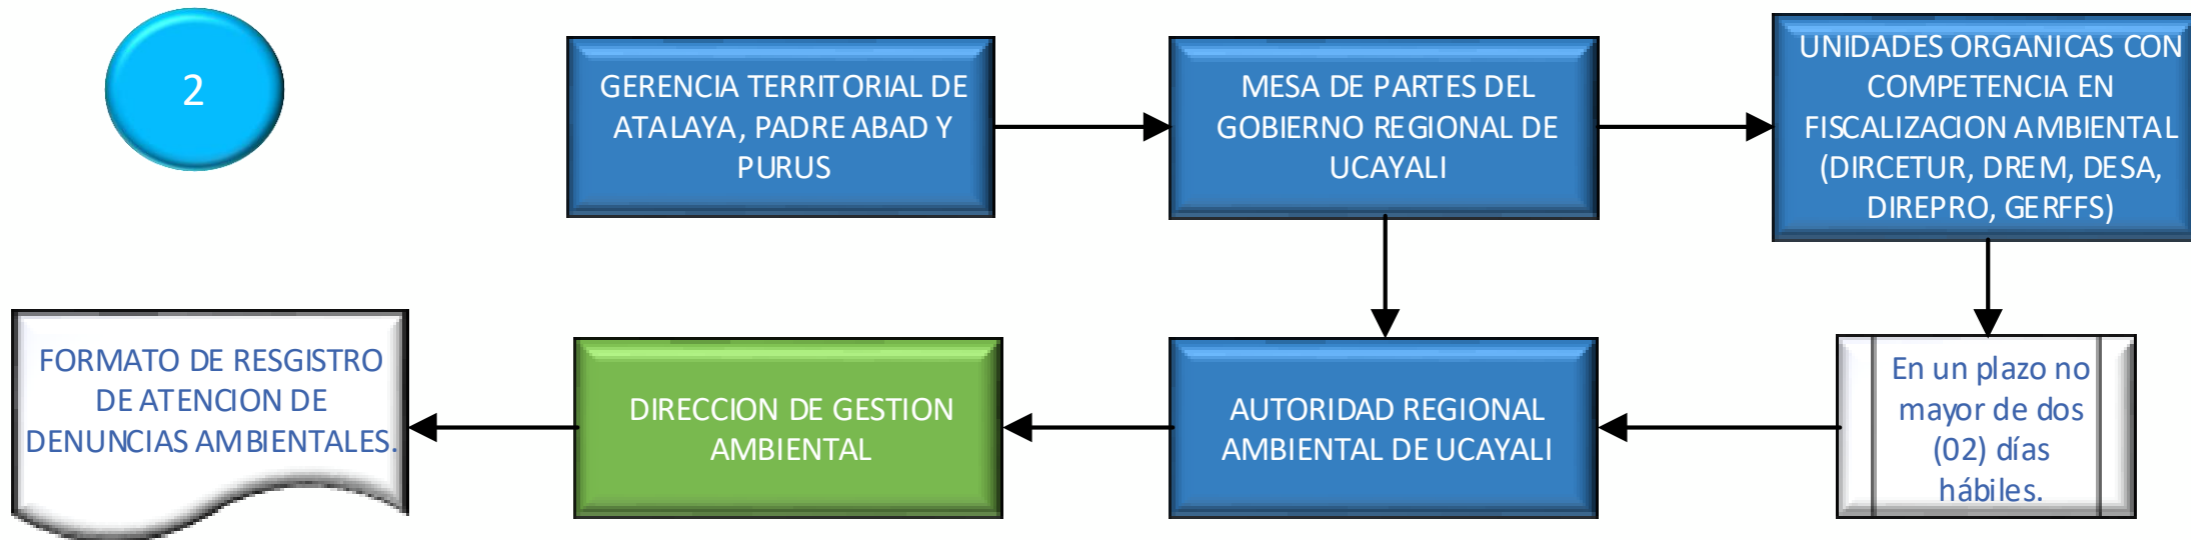 2
GERENCIA TERRITORIAL DE
ATALAYA, PADRE ABAD Y
PURUS
MESA DE PARTES DEL
GOBIERNO REGIONAL DE
UCAYALI
UNIDADES ORGANICAS CON
COMPETENCIA EN
FISCALIZACION AMBIENTAL
(DIRCETUR, DREM, DESA,
DIREPRO, GERFFS)
FORMATO DE RESGISTRO
DE ATENCION DE
DENUNCIAS AMBIENTALES.
DIRECCION DE GESTION
AMBIENTAL
AUTORIDAD REGIONAL
AMBIENTAL DE UCAYALI
En un plazo no
mayor de dos
(02) días
hábiles.